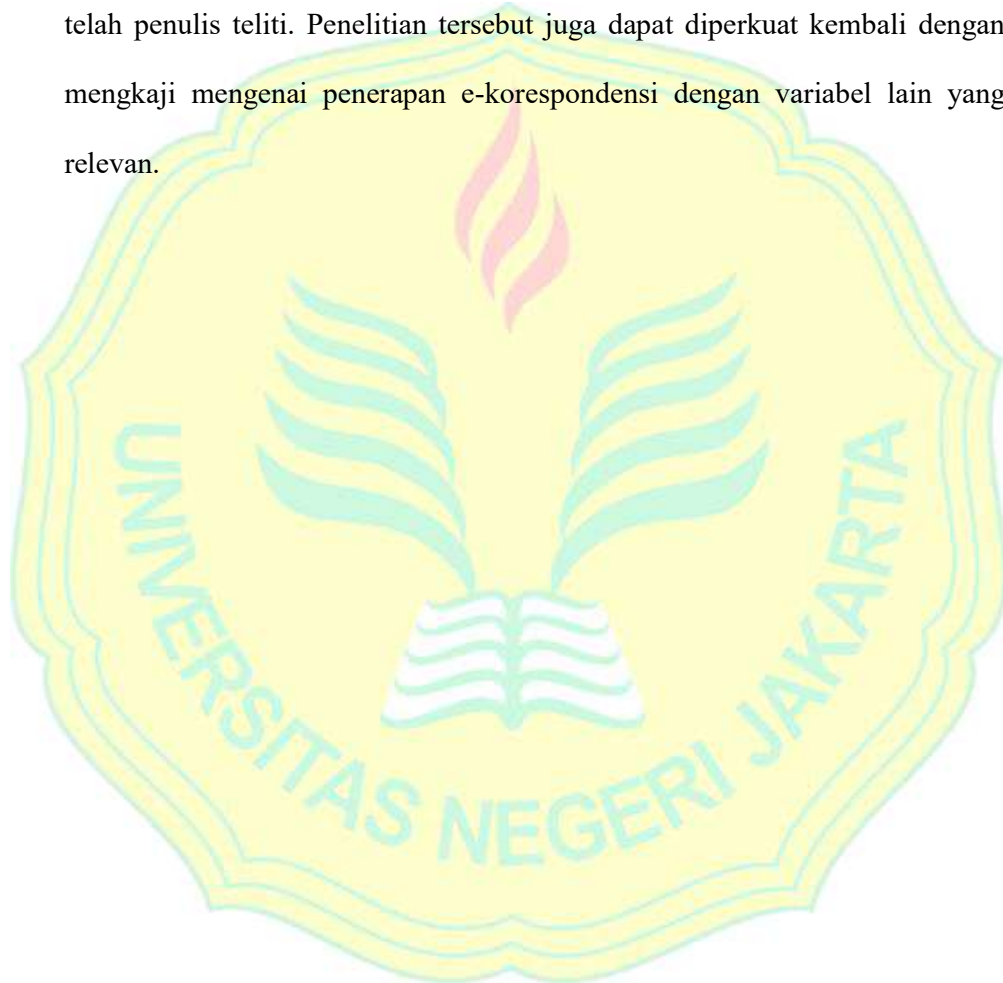 telah penulis teliti. Penelitian tersebut juga dapat diperkuat kembali dengan
mengkaji mengenai penerapan e-korespondensi dengan variabel lain yang
relevan.
UNIVERSITAS NEGERI JAKARTA